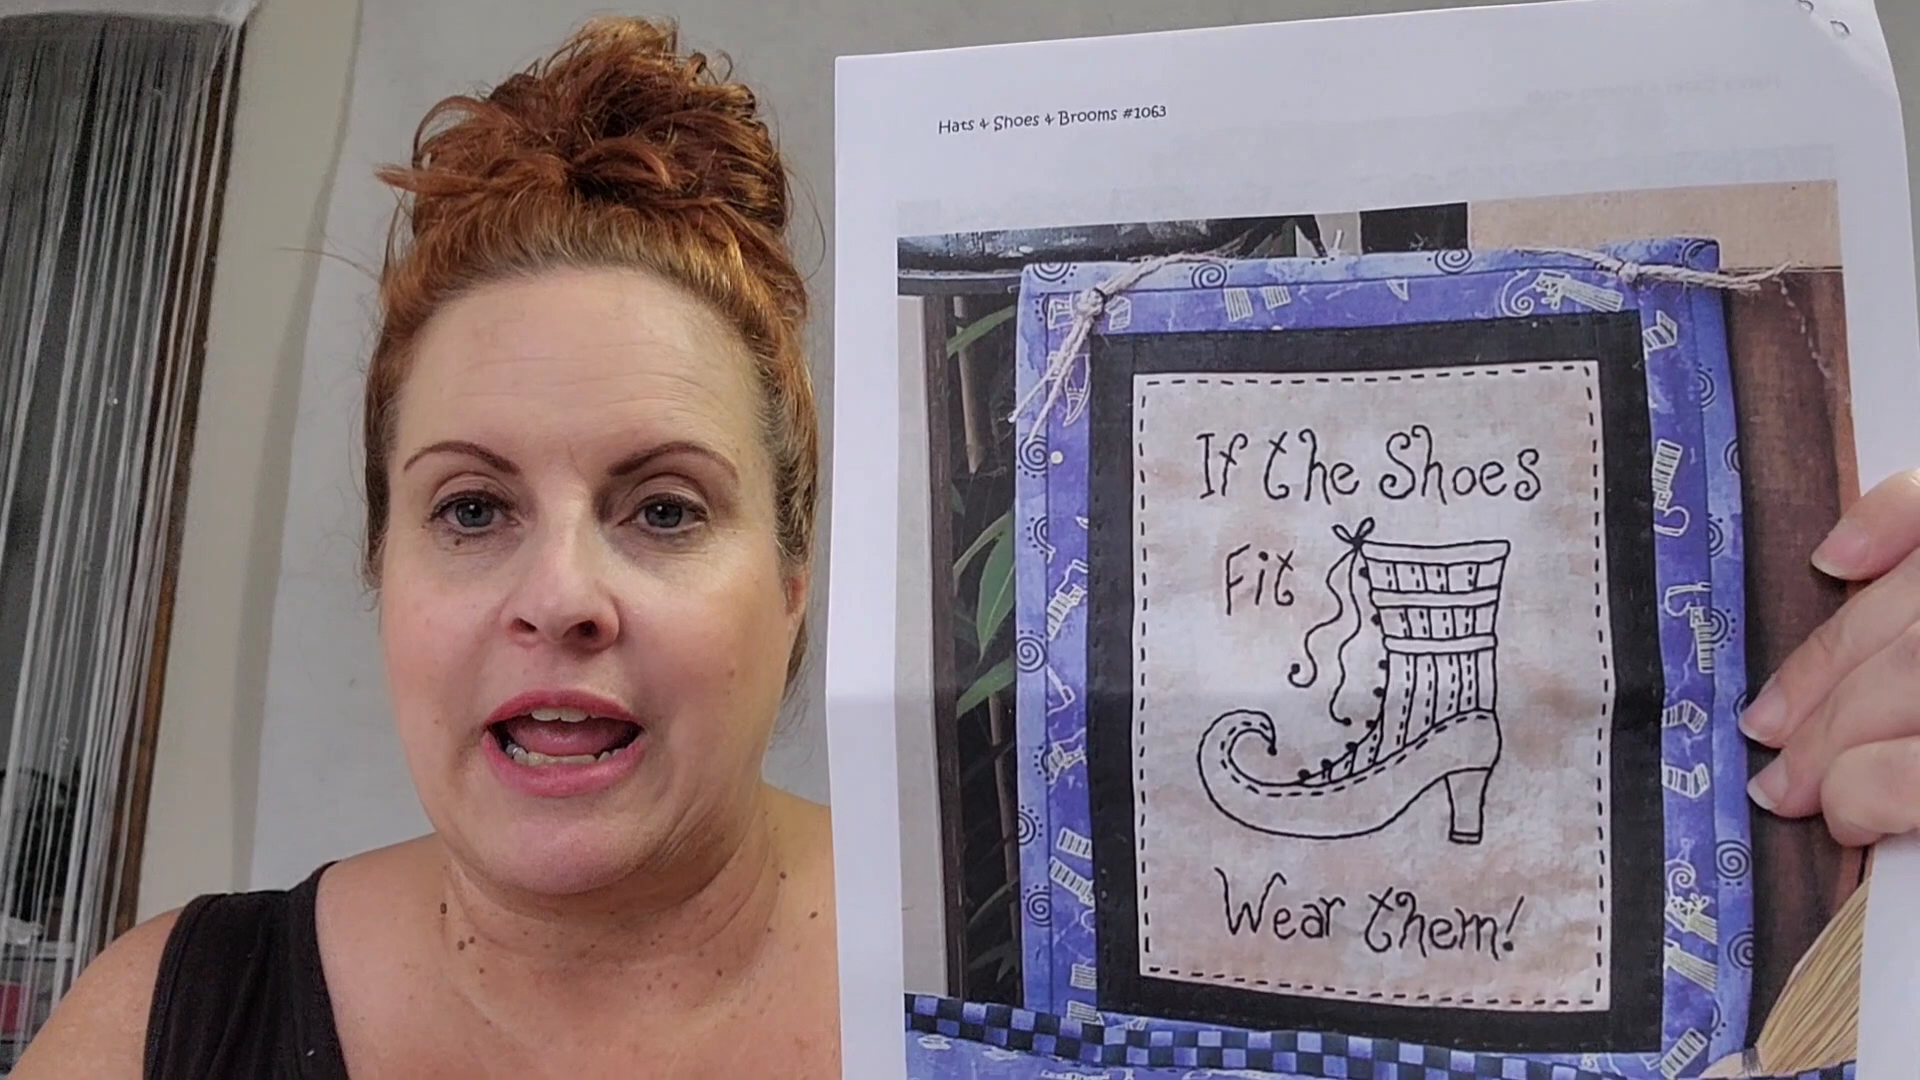 Hats & Shoes & Brooms #1063
If the Shoes
Fit
Wear them!